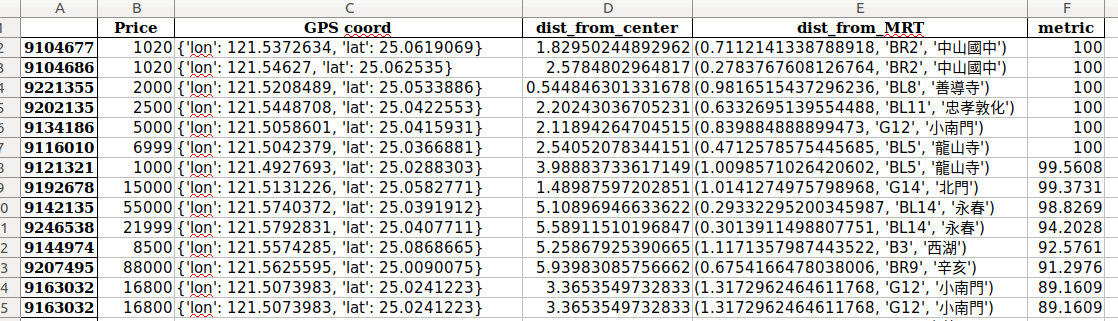 A B C D E F
Price GPS coord dist_from_center dist_from_MRT metric
2 9104677 1020 {'lon': 121.5372634, 'lat': 25.0619069} 1.82950244892962 (0.7112141338788918, 'BR2', '中山國中') 100
3 9104686 1020 {'lon': 121.54627, 'lat': 25.062535} 2.5784802964817 (0.2783767608126764, 'BR2', '中山國中') 100
4 9221355 2000 {'lon': 121.5208489, 'lat': 25.0533886} 0.544846301331678 (0.9816515437296236, 'BL8', '善導寺') 100
5 9202135 2500 {'lon': 121.5448708, 'lat': 25.0422553} 2.20243036705231 (0.6332695139554488, 'BL11', '忠孝敦化') 100
6 9134186 5000 {'lon': 121.5058601, 'lat': 25.0415931} 2.11894264704515 (0.839884888899473, 'G12', '小南門') 100
7 9116010 6999 {'lon': 121.5042379, 'lat': 25.0366881} 2.54052078344151 (0.4712578575445685, 'BL5', '龍山寺') 100
8 9121321 1000 {'lon': 121.4927693, 'lat': 25.0288303} 3.98883733617149 (1.0098571026420602, 'BL5', '龍山寺') 99.5608
9 9192678 15000 {'lon': 121.5131226, 'lat': 25.0582771} 1.48987597202851 (1.0141274975798968, 'G14', '北門') 99.3731
0 9142135 55000 {'lon': 121.5740372, 'lat': 25.0391912} 5.10896946633622 (0.29332295200345987, 'BL14', '永春') 98.8269
1 9246538 21999 {'lon': 121.5792831, 'lat': 25.0407711} 5.58911510196847 (0.3013911498807751, 'BL14', '永春') 94.2028
2 9144974 8500 {'lon': 121.5574285, 'lat': 25.0868665} 5.25867925390665 (1.1171357987443522, 'B3', '西湖') 92.5761
3 9207495 88000 {'lon': 121.5625595, 'lat': 25.0090075} 5.93983085756662 (0.6754166478038006, 'BR9', '辛亥') 91.2976
4 9163032 16800 {'lon': 121.5073983, 'lat': 25.0241223} 3.3653549732833 (1.3172962464611768, 'G12', '小南門') 89.1609
5 9163032 16800 {'lon': 121.5073983, 'lat': 25.0241223} 3.3653549732833 (1.3172962464611768, 'G12', '小南門') 89.1609